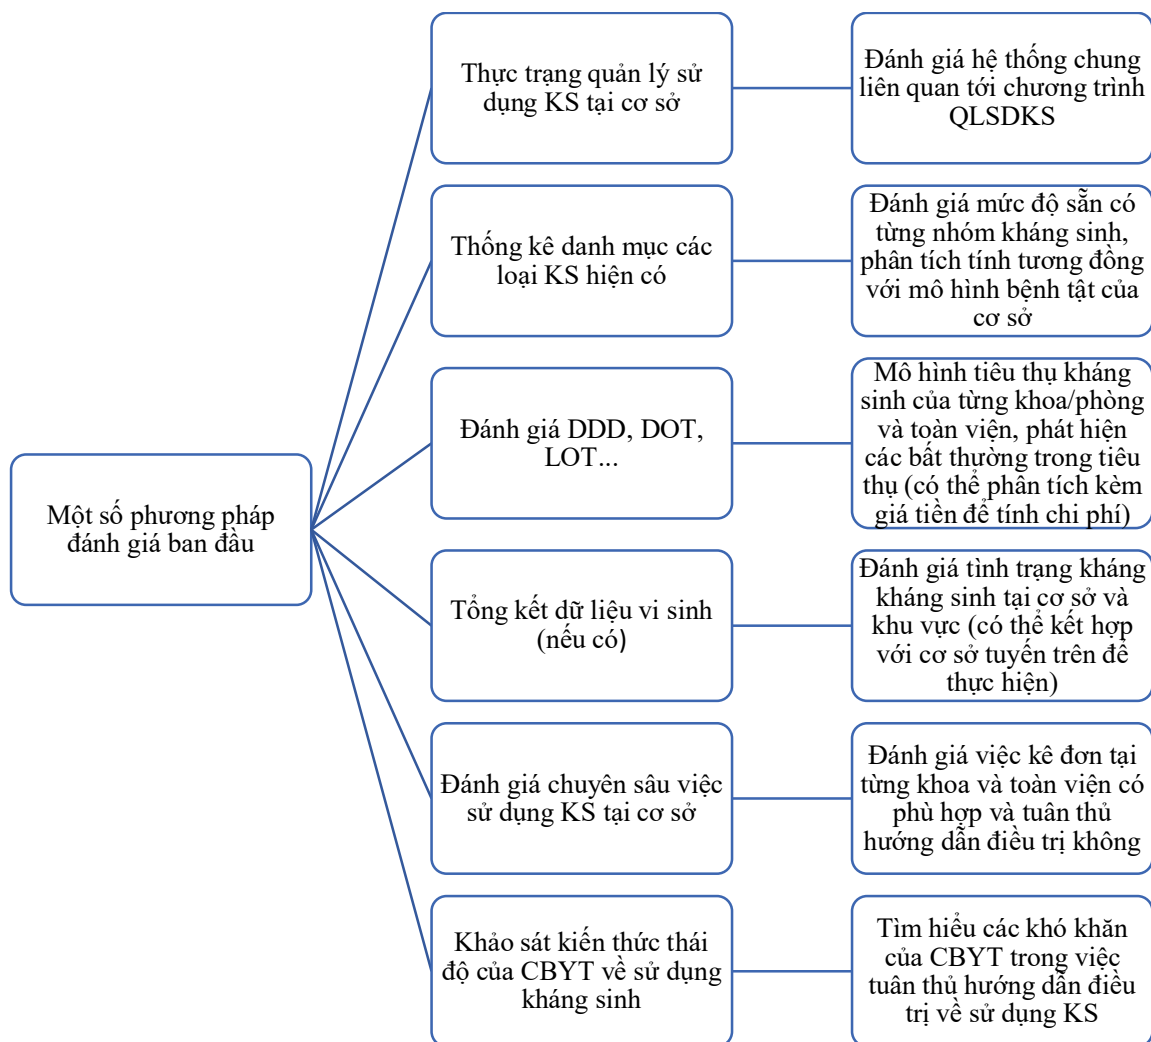 Một số phương pháp
đánh giá ban đầu
Thực trạng quản lý sử
dụng KS tại cơ sở
Đánh giá hệ thống chung
liên quan tới chương trình
QLSDKS
Thống kê danh mục các
loại KS hiện có
Đánh giá mức độ sẵn có
từng nhóm kháng sinh,
phân tích tính tương đồng
với mô hình bệnh tật của
cơ sở
Đánh giá DDD, DOT,
LOT...
Mô hình tiêu thụ kháng
sinh của từng khoa/phòng
và toàn viện, phát hiện
các bất thường trong tiêu
thụ (có thể phân tích kèm
giá tiền để tính chi phí)
Tổng kết dữ liệu vi sinh
(nếu có)
Đánh giá tình trạng kháng
kháng sinh tại cơ sở và
khu vực (có thể kết hợp
với cơ sở tuyến trên để
thực hiện)
Đánh giá chuyên sâu việc
sử dụng KS tại cơ sở
Đánh giá việc kê đơn tại
từng khoa và toàn viện có
phù hợp và tuân thủ
hướng dẫn điều trị không
Khảo sát kiến thức thái
độ của CBYT về sử dụng
kháng sinh
Tìm hiểu các khó khăn
của CBYT trong việc
tuân thủ hướng dẫn điều
trị về sử dụng KS